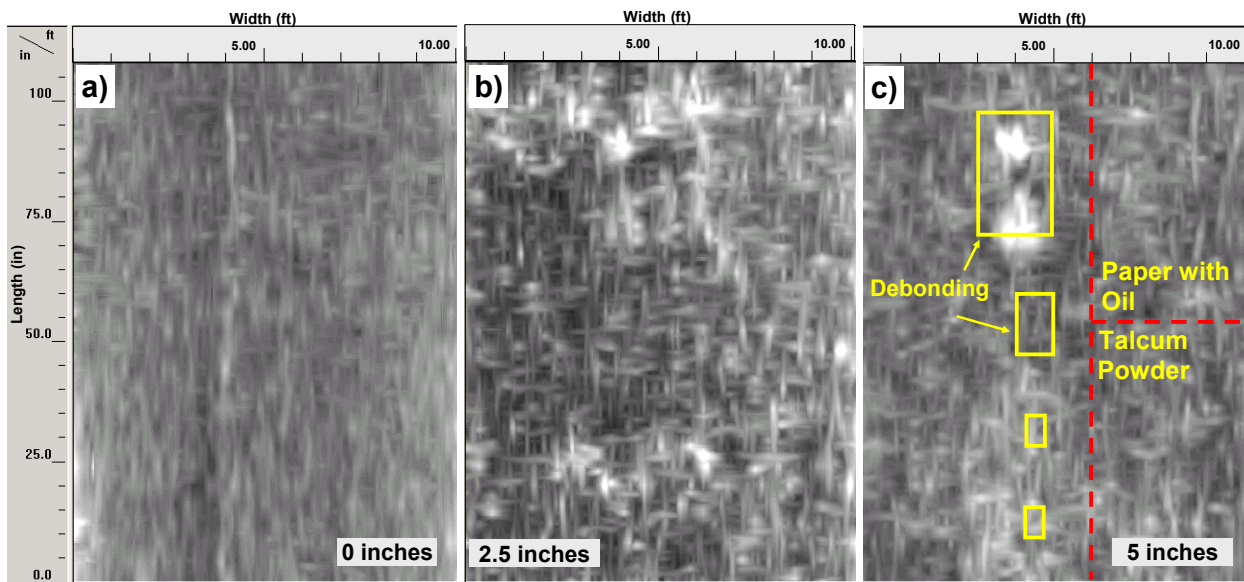 Width (ft)
Width (ft)
Width (ft)
ft
in
5.00
10.00
5.00
10.00
5.00
10.00
a)
b)
c)
100
75.0
50.0
25.0
0.0
Length (in)
Debonding
Paper with
Oil
Talcum
Powder
0 inches
2.5 inches
5 inches